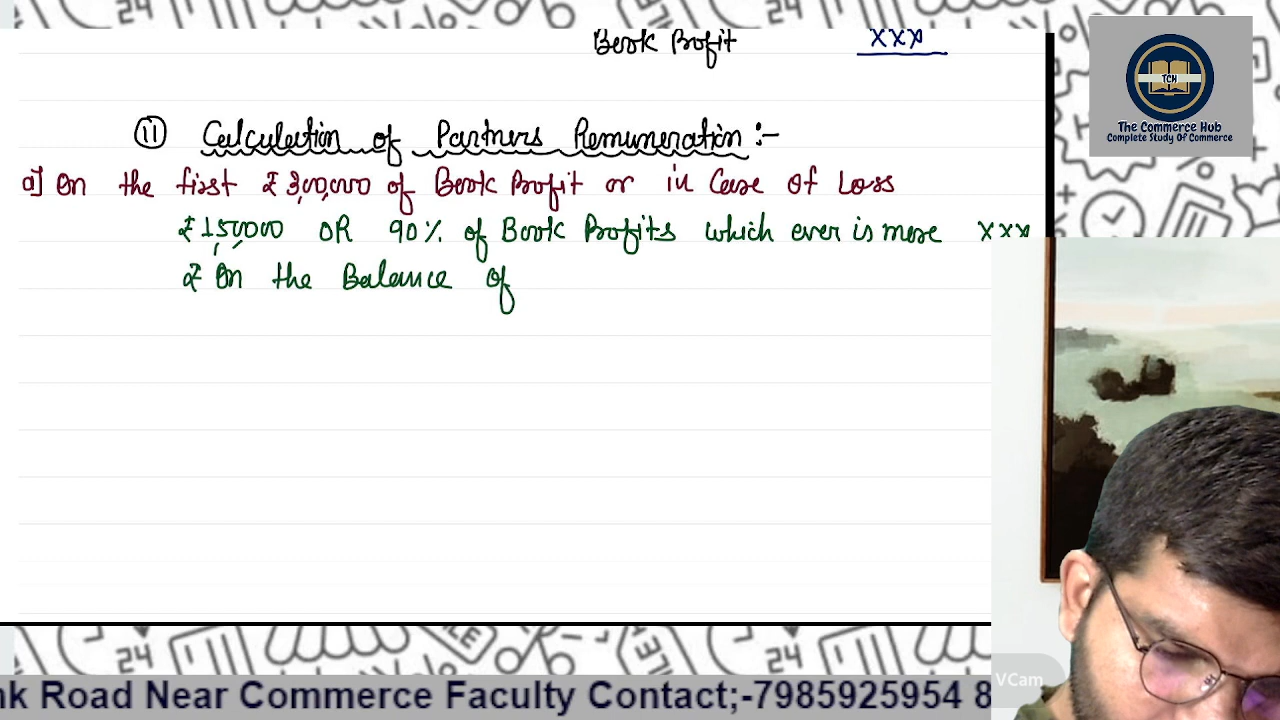 Book Profit XXX
(ii) Calculation of Partners Remuneration :-
a] On the first ₹ 3,00,000 of Book Profit or in Case of Loss
₹ 1,50,000 OR 90% of Book Profits which ever is more XXX
₹ On the Balance of
TCH
The Commerce Hub
Complete Study Of Commerce
VCam
nk Road Near Commerce Faculty Contact;-7985925954 8